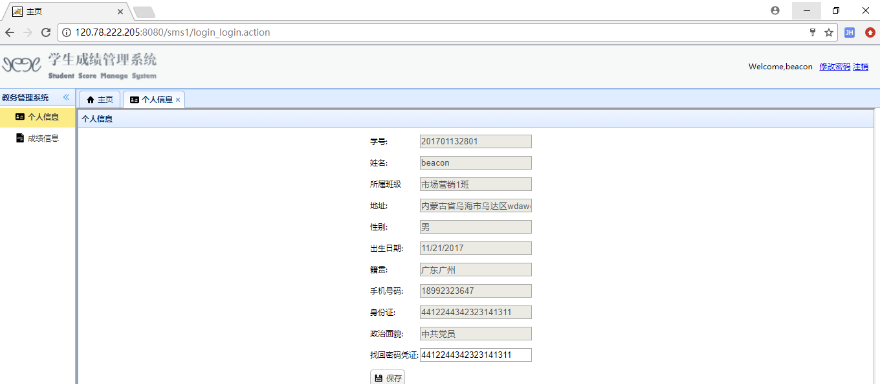 主页
120.78.222.205:8080/sms1/login_login.action
学生成绩管理系统
Student Score Manage System
Welcome,beacon 修改密码 注销
教务管理系统
主页 个人信息
个人信息
成绩信息
个人信息
学号: 201701132801
姓名: beacon
所属班级 市场营销1班
地址: 内蒙古省乌海市乌达区wdaw
性别: 男
出生日期: 11/21/2017
籍贯: 广东广州
手机号码: 18992323647
身份证: 4412244342323141311
政治面貌: 中共党员
找回密码凭证: 4412244342323141311
保存